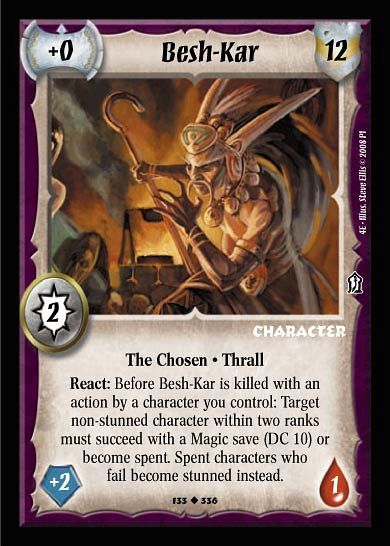 +0
Besh-Kar
12
4E • Illus. Steve Ellis © 2008 P1
2
CHARACTER
The Chosen • Thrall
React: Before Besh-Kar is killed with an
action by a character you control: Target
non-stunned character within two ranks
must succeed with a Magic save (DC 10) or
become spent. Spent characters who
fail become stunned instead.
+2
133 ◆ 336
1